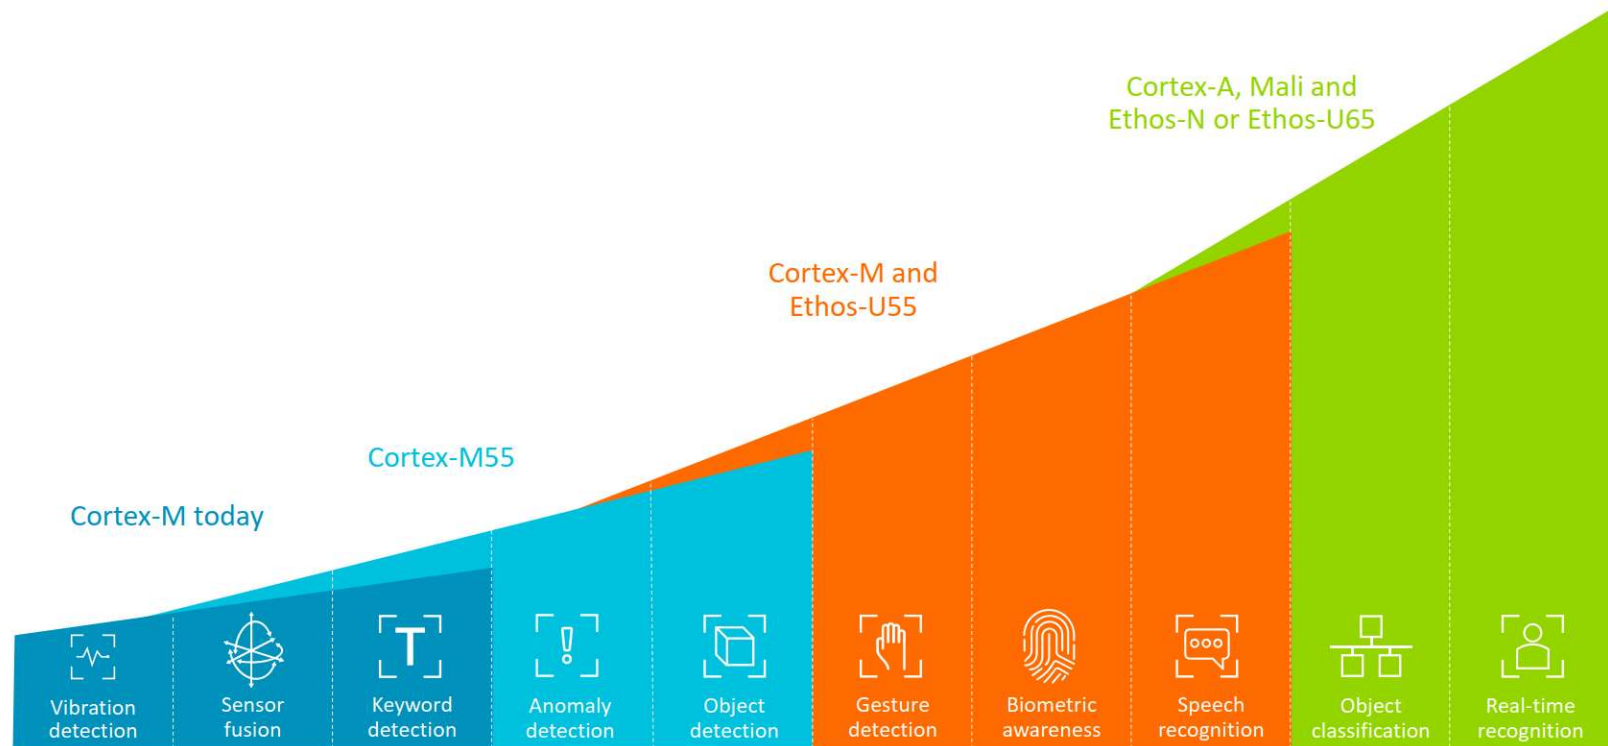 Cortex-A, Mali and
Ethos-N or Ethos-U65
Cortex-M and
Ethos-U55
Cortex-M55
Cortex-M today
T
Vibration
detection
Sensor
fusion
Keyword
detection
Anomaly
detection
Object
detection
Gesture
detection
Biometric
awareness
Speech
recognition
Object
classification
Real-time
recognition